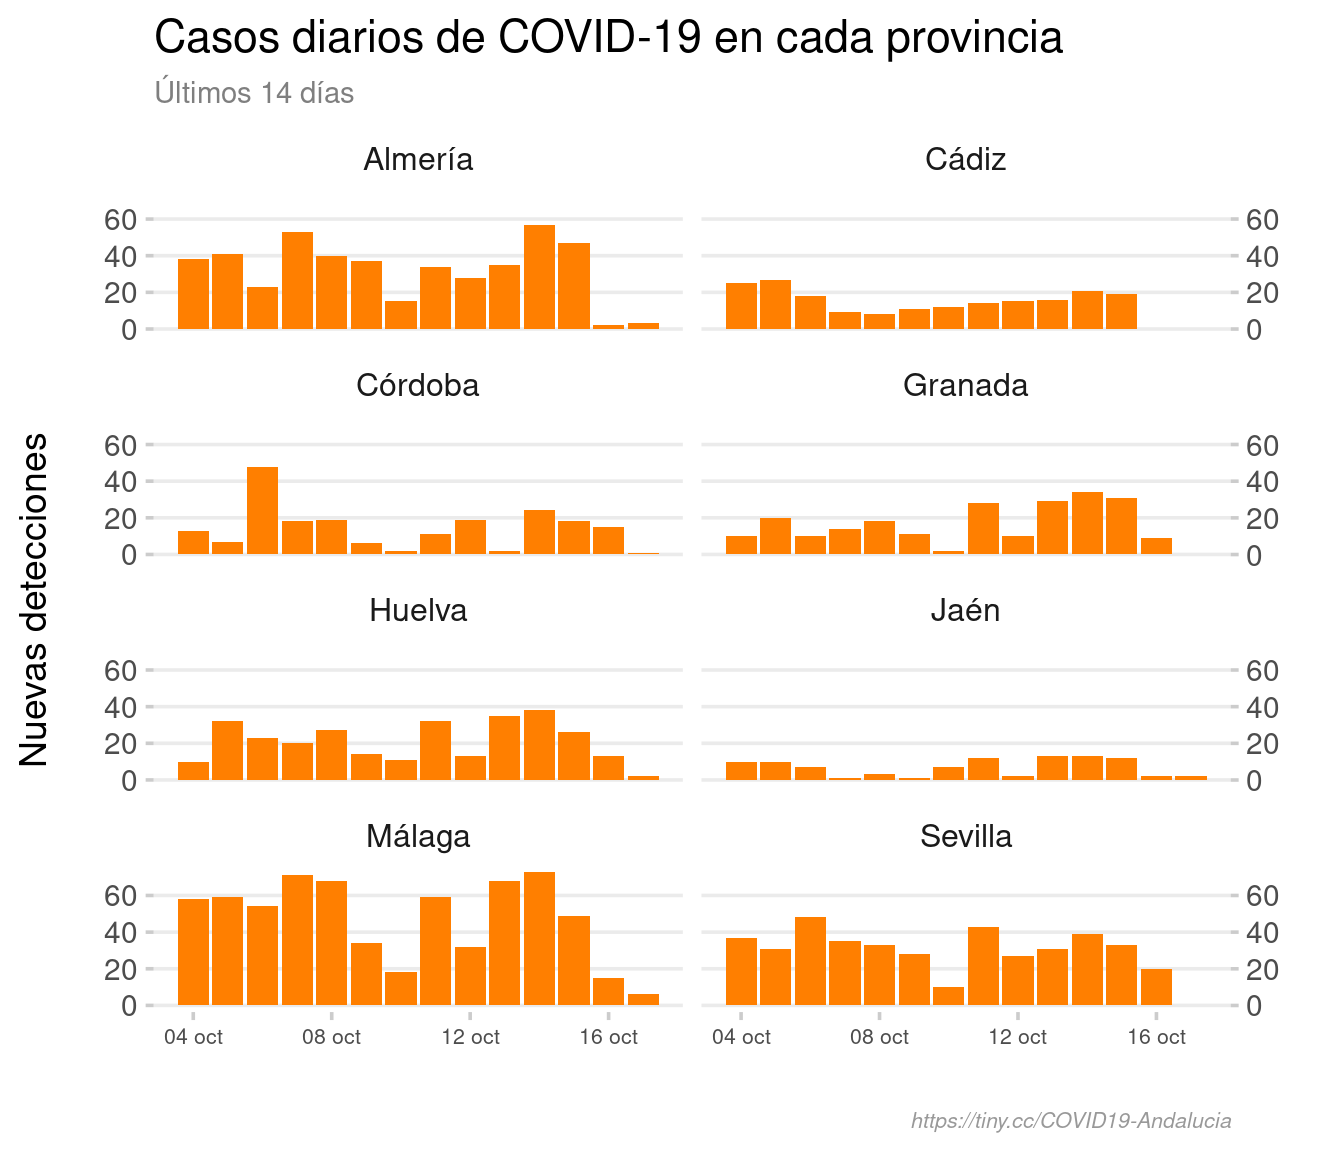 Casos diarios de COVID-19 en cada provincia
Últimos 14 días
Almería
Cádiz
60
40
20
0
60
40
20
0
Córdoba
Granada
60
40
20
0
60
40
20
0
Nuevas detecciones
Huelva
Jaén
60
40
20
0
60
40
20
0
Málaga
Sevilla
60
40
20
0
60
40
20
0
04 oct 08 oct 12 oct 16 oct
04 oct 08 oct 12 oct 16 oct
https://tiny.cc/COVID19-Andalucia